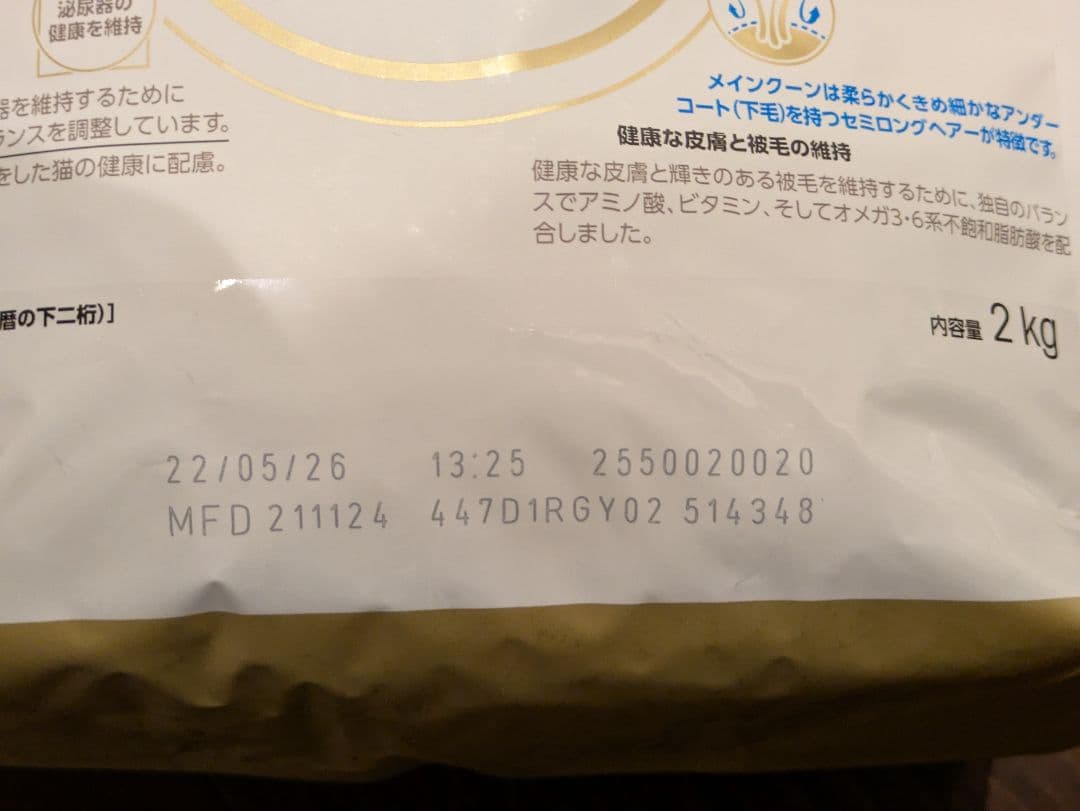 泌尿器の
健康を維持
器を維持するために
ランスを調整しています。
をした猫の健康に配慮。
メインクーンは柔らかくきめ細かなアンダー
コート(下毛)を持つセミロングヘアーが特徴です。
健康な皮膚と被毛の維持
健康な皮膚と輝きのある被毛を維持するために、独自のバラン
スでアミノ酸、ビタミン、そしてオメガ3・6系不飽和脂肪酸を配
合しました。
暦の下二桁)]
内容量 2kg
22/05/26 13:25 2550020020
MFD 211124 447D1RGY02 514348